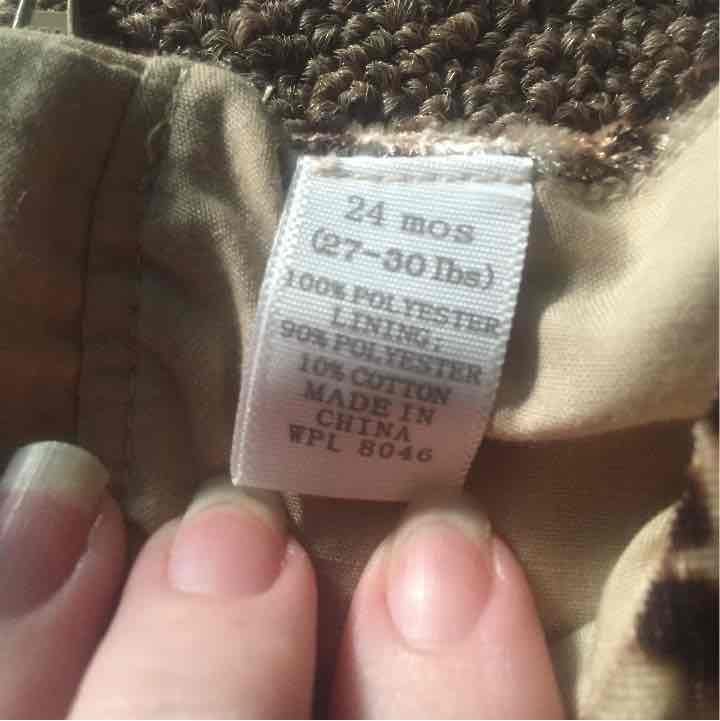 24 mos
(27-30 lbs)
100% POLYESTER
LINING:
90% POLYESTER
10% COTTON
MADE IN
CHINA
WPL 8046